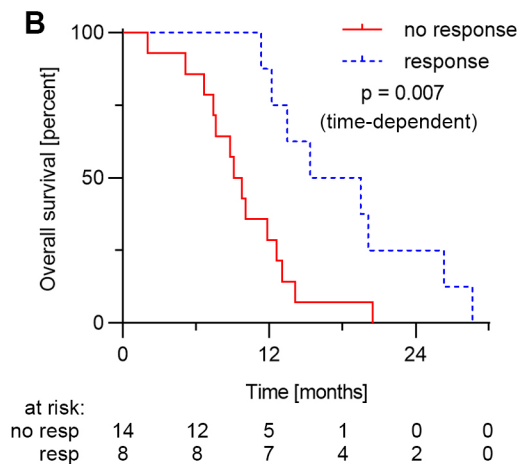 B
no response
response
p = 0.007
(time-dependent)
Overall survival [percent]
100
50
0
0 12 24
Time [months]
at risk:
no resp 14 12 5 1 0 0
resp 8 8 7 4 2 0